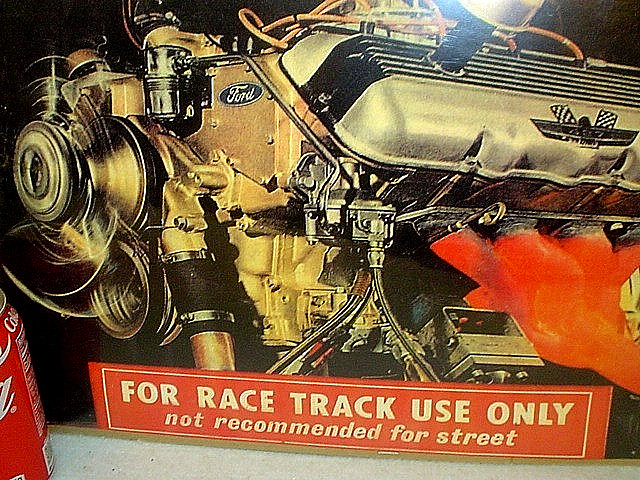 Ford
FOR RACE TRACK USE ONLY
not recommended for street